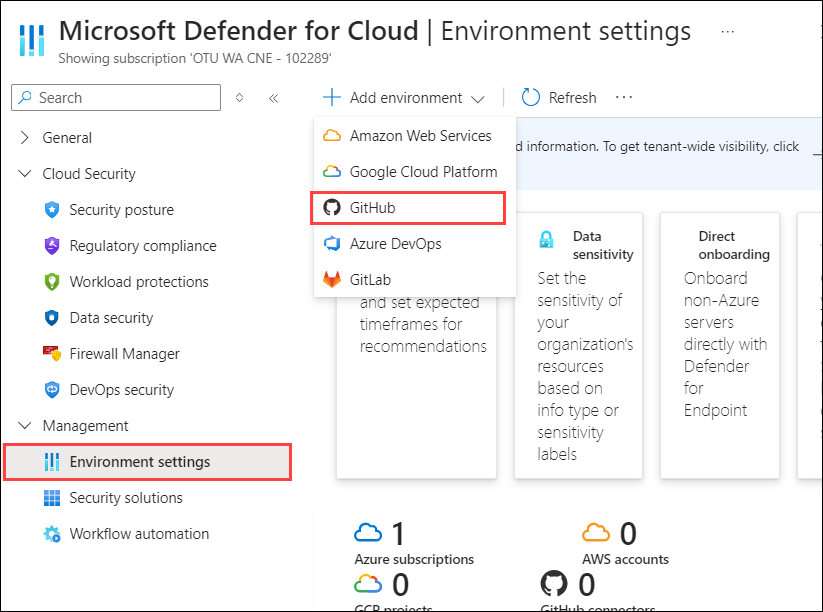 Microsoft Defender for Cloud | Environment settings ...
Showing subscription 'OTU WA CNE - 102289'
Search
General
Cloud Security
Security posture
Regulatory compliance
Workload protections
Data security
Firewall Manager
DevOps security
Management
Environment settings
Security solutions
Workflow automation
Add environment
Refresh
...
Amazon Web Services
Google Cloud Platform
GitHub
Azure DevOps
GitLab
d information. To get tenant-wide visibility, click
and set expected
timeframes for
recommendations
Data
sensitivity
Set the
sensitivity of
your
organization's
resources
based on
info type or
sensitivity
labels
Direct
onboarding
Onboard
non-Azure
servers
directly with
Defender
for
Endpoint
1
Azure subscriptions
0
AWS accounts
0
GCP projects
0
GitHub connectors